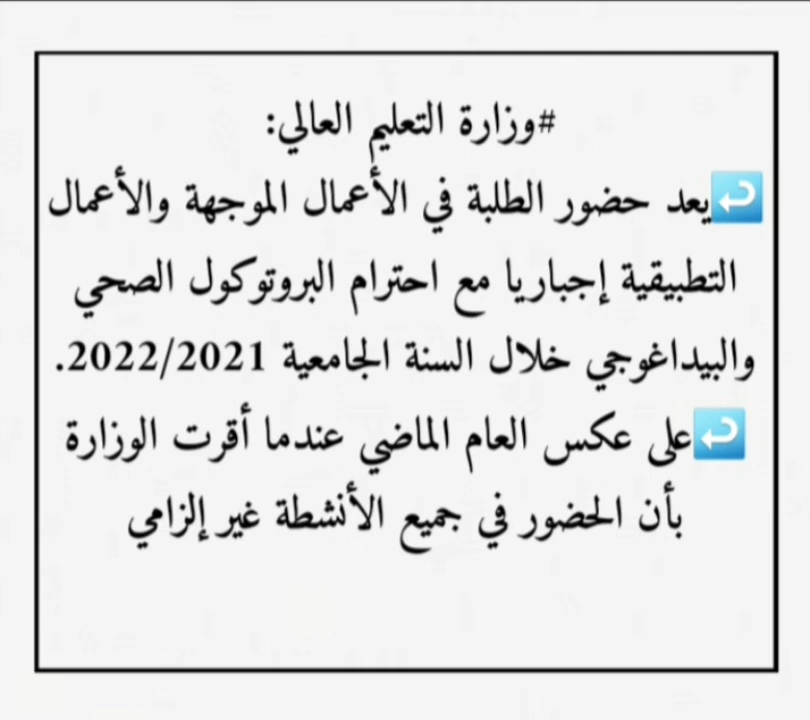 #وزارة التعليم العالي:
↩️يعد حضور الطلبة في الأعمال الموجهة والأعمال
التطبيقية إجباريا مع احترام البروتوكول الصحي
والبيداغوجي خلال السنة الجامعية 2022/2021.
↩️على عكس العام الماضي عندما أقرت الوزارة
بأن الحضور في جميع الأنشطة غير إلزامي